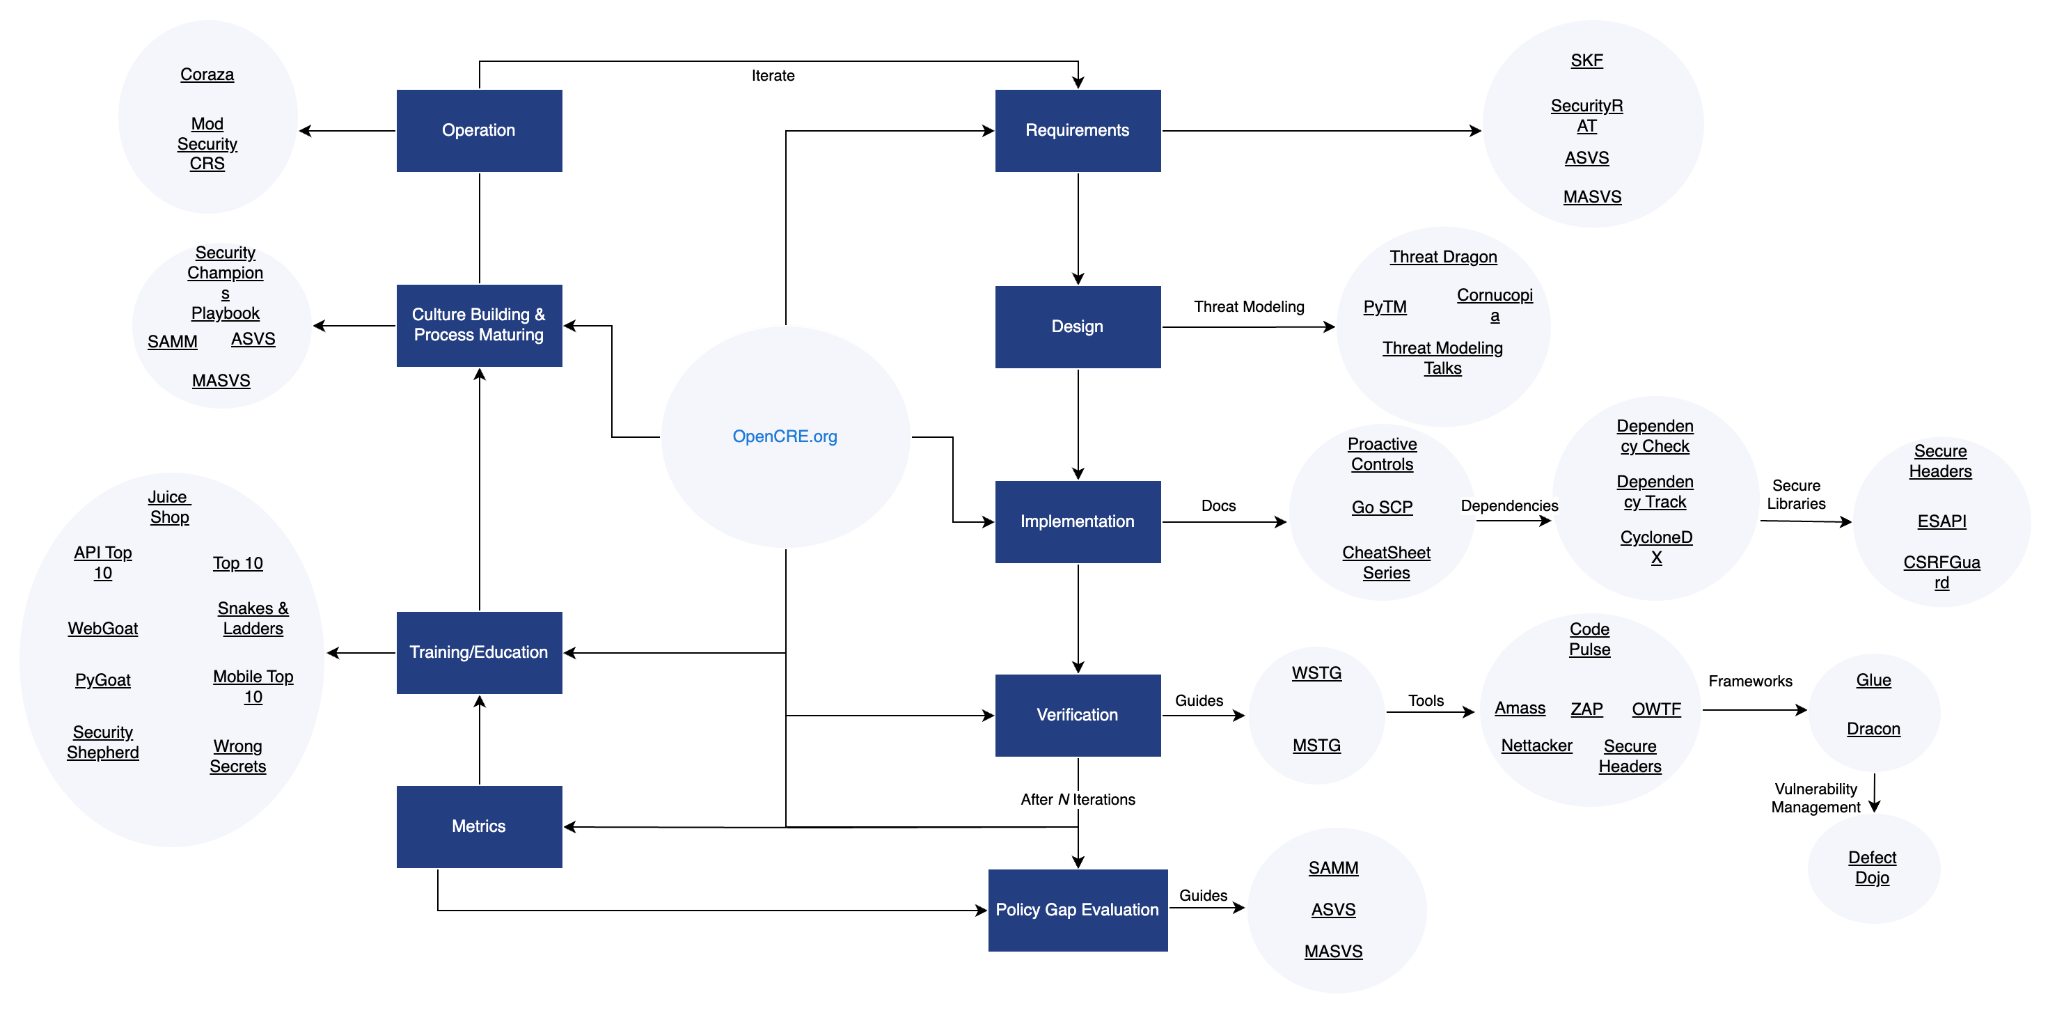 Iterate
Coraza
Mod
Security
CRS
Operation
Requirements
SKF
SecurityR
AT
ASVS
MASVS
Security
Champion
s
Playbook
SAMM
ASVS
MASVS
Culture Building &
Process Maturing
Design
Threat Modeling
Threat Dragon
PyTM
Cornucopi
a
Threat Modeling
Talks
OpenCRE.org
Implementation
Docs
Proactive
Controls
Go SCP
CheatSheet
Series
Dependencies
Dependen
cy Check
Dependen
cy Track
CycloneD
X
Secure
Libraries
Secure
Headers
ESAPI
CSRFGua
rd
Juice
Shop
API Top
10
Top 10
WebGoat
Snakes &
Ladders
PyGoat
Mobile Top
10
Security
Shepherd
Wrong
Secrets
Training/Education
Verification
Guides
WSTG
MSTG
Tools
Code
Pulse
Amass
ZAP
OWTF
Nettacker
Secure
Headers
Frameworks
Glue
Dracon
Vulnerability
Management
Defect
Dojo
After N Iterations
Metrics
Policy Gap Evaluation
Guides
SAMM
ASVS
MASVS